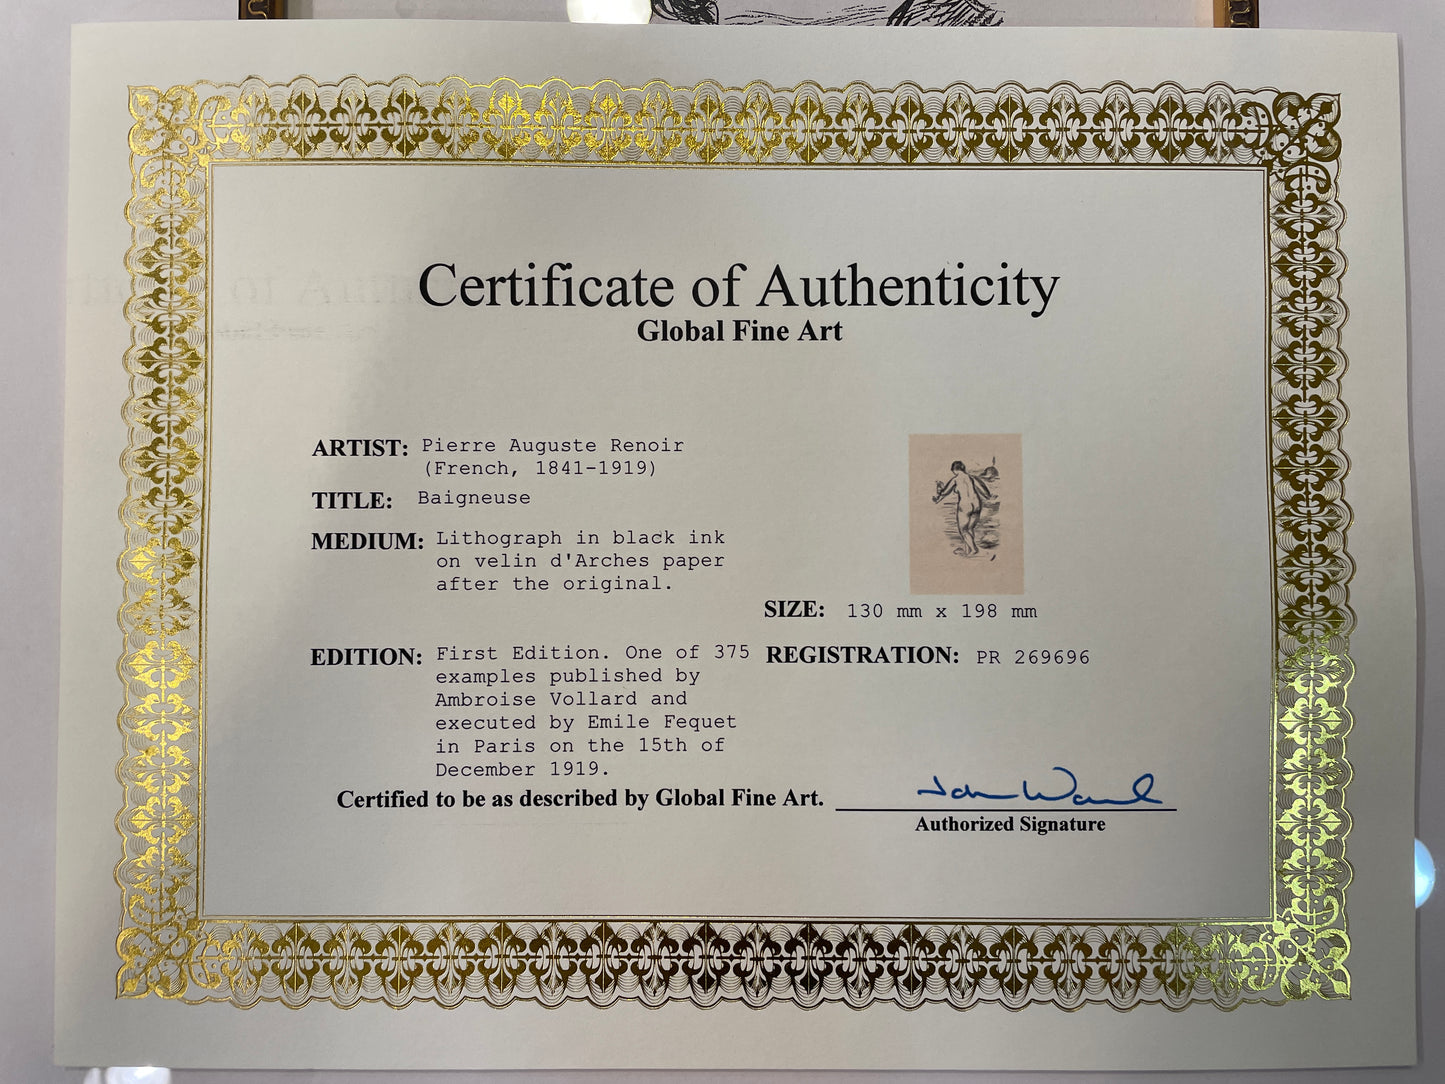 Certificate of Authenticity
Global Fine Art
ARTIST: Pierre Auguste Renoir
(French, 1841-1919)
TITLE: Baigneuse
MEDIUM: Lithograph in black ink
on velin d'Arches paper
after the original.
SIZE: 130 mm x 198 mm
EDITION: First Edition. One of 375
examples published by
Ambroise Vollard and
executed by Emile Fequet
in Paris on the 15th of
December 1919.
REGISTRATION: PR 269696
Certified to be as described by Global Fine Art.
Authorized Signature